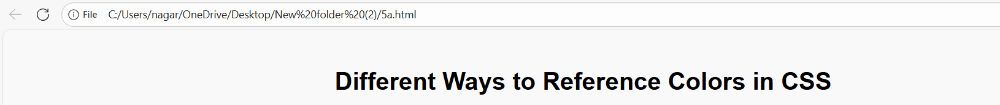 File C:/Users/nagar/OneDrive/Desktop/New%20folder%20(2)/5a.html
Different Ways to Reference Colors in CSS